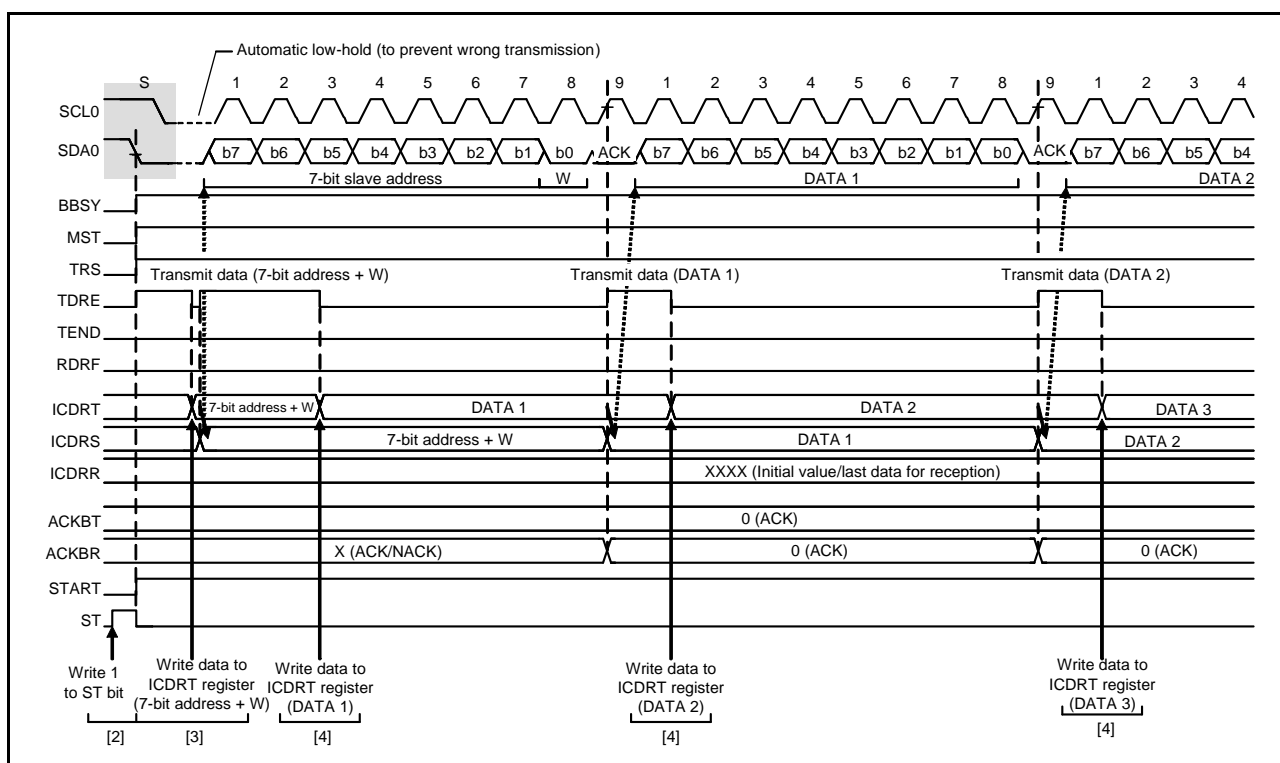 Automatic low-hold (to prevent wrong transmission)
S 1 2 3 4 5 6 7 8 9 1 2 3 4 5 6 7 8 9 1 2 3 4
SCL0
SDA0 b7 b6 b5 b4 b3 b2 b1 b0 ACK b7 b6 b5 b4 b3 b2 b1 b0 ACK b7 b6 b5 b4
7-bit slave address W DATA 1 DATA 2
BBSY
MST
TRS
Transmit data (7-bit address + W) Transmit data (DATA 1) Transmit data (DATA 2)
TDRE
TEND
RDRF
ICDRT 7-bit address + W DATA 1 DATA 2 DATA 3
ICDRS 7-bit address + W DATA 1 DATA 2
ICDRR XXXX (Initial value/last data for reception)
ACKBT 0 (ACK)
ACKBR X (ACK/NACK) 0 (ACK) 0 (ACK)
START
ST
Write 1
to ST bit
[2]
Write data to
ICDRT register
(7-bit address + W)
[3]
Write data to
ICDRT register
(DATA 1)
[4]
Write data to
ICDRT register
(DATA 2)
[4]
Write data to
ICDRT register
(DATA 3)
[4]